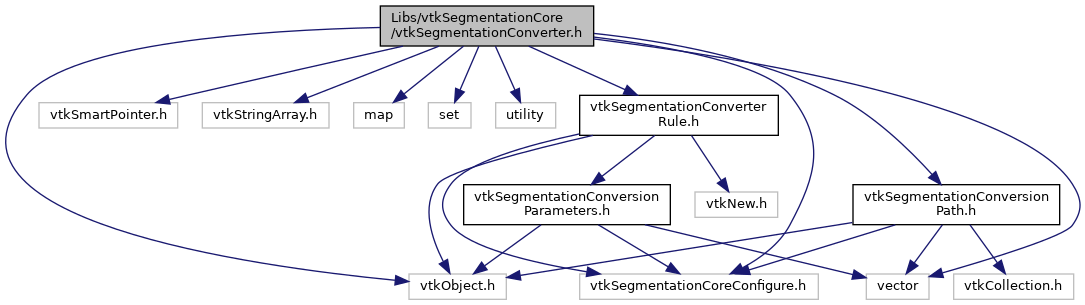 Libs/vtkSegmentationCore
/vtkSegmentationConverter.h
vtkSmartPointer.h
vtkStringArray.h
map
set
utility
vtkSegmentationConverter
Rule.h
vtkSegmentationConversion
Parameters.h
vtkNew.h
vtkSegmentationConversion
Path.h
vtkObject.h
vtkSegmentationCoreConfigure.h
vector
vtkCollection.h